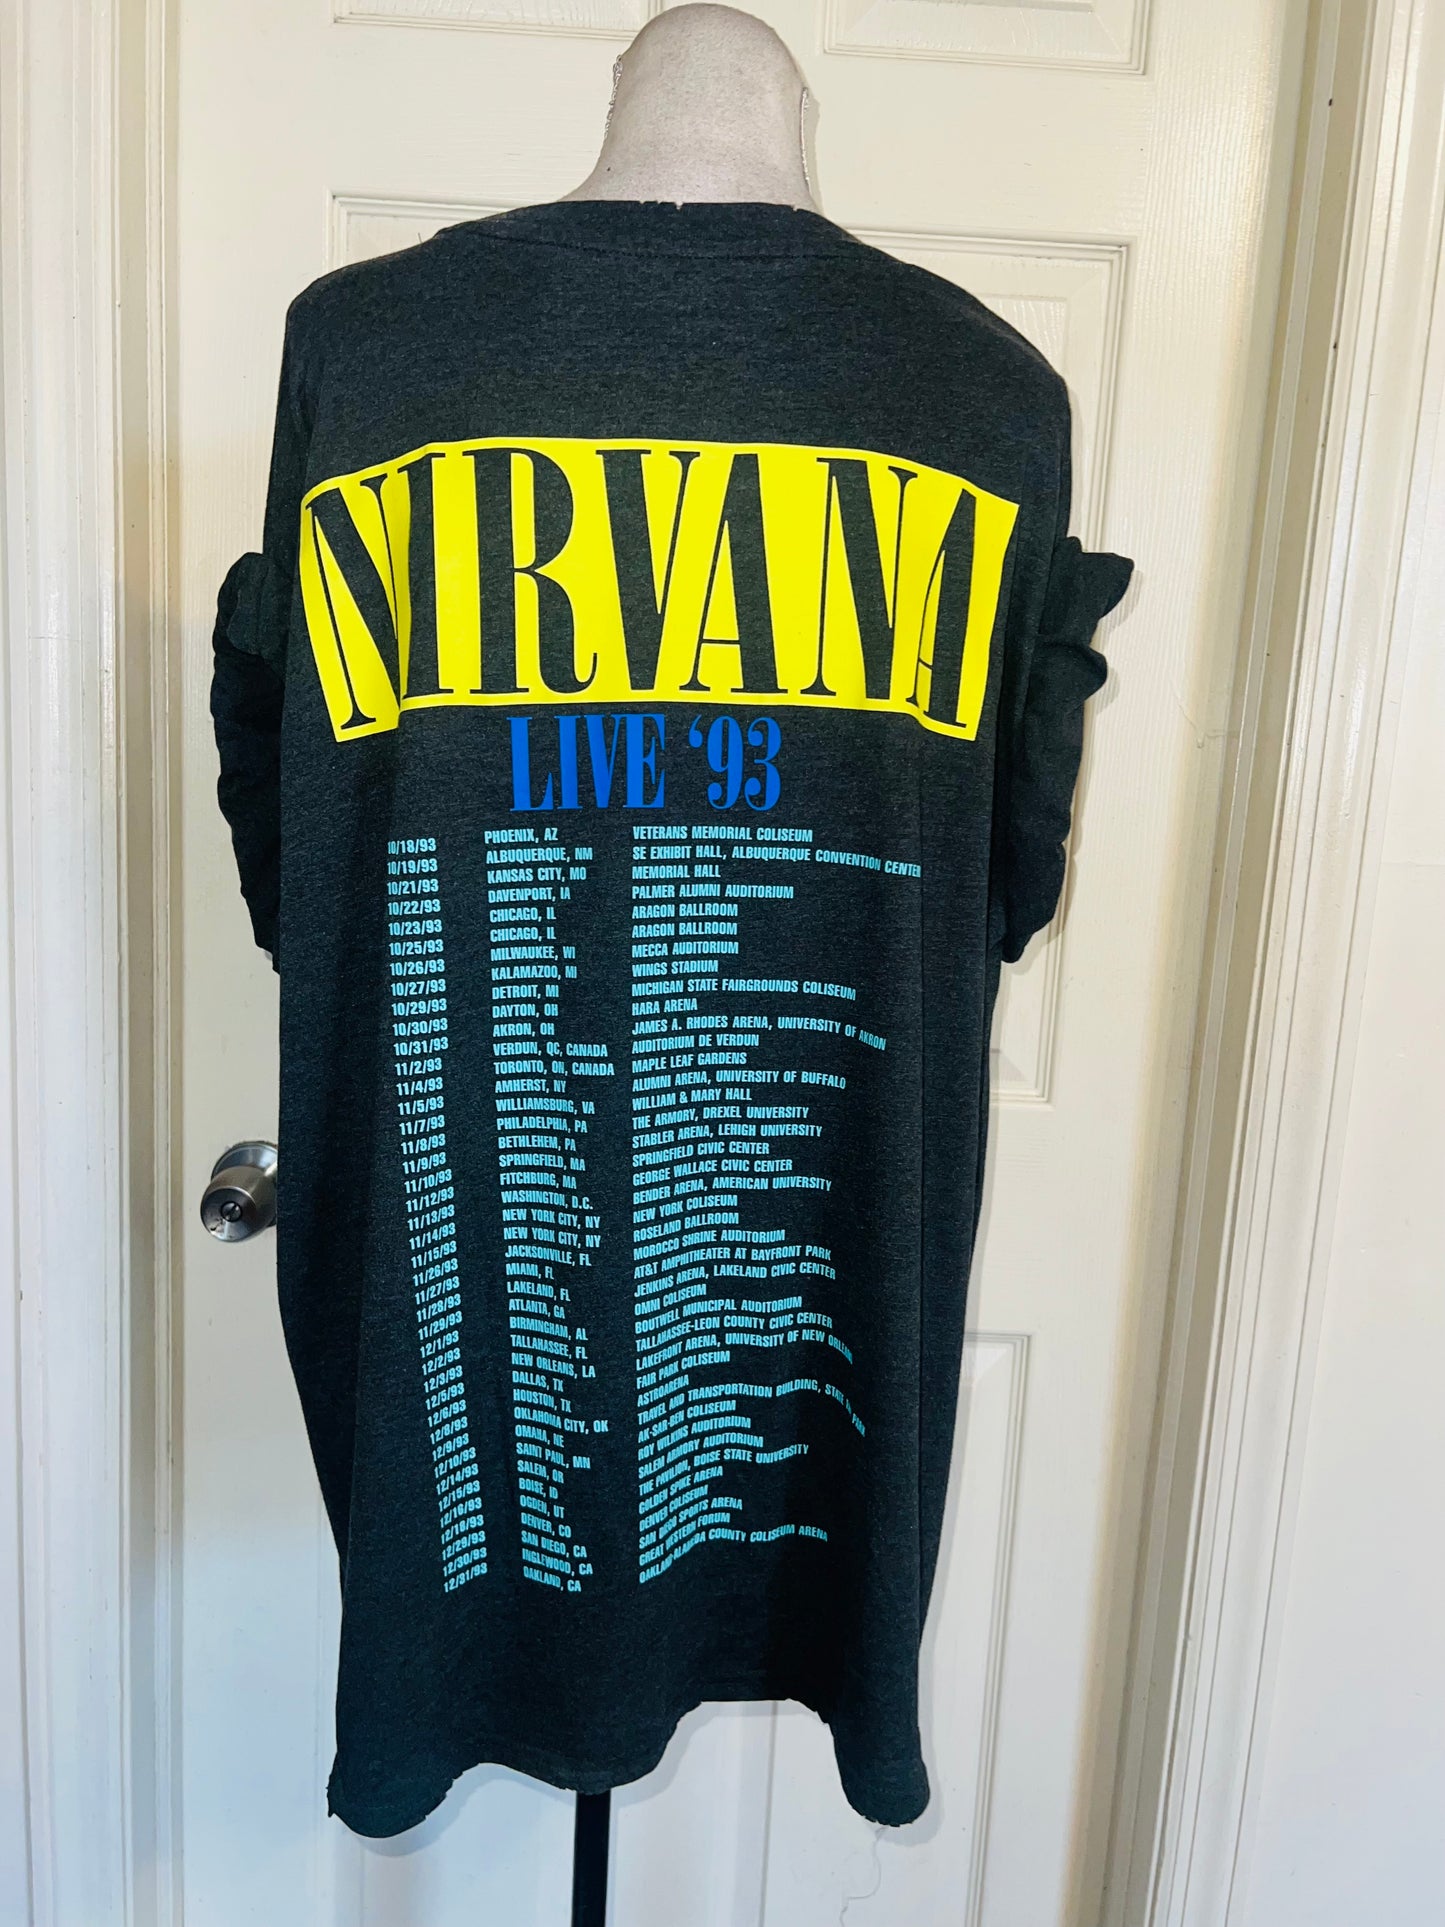 NIRVANA
LIVE '93
10/18/93 PHOENIX, AZ VETERANS MEMORIAL COLISEUM
10/19/93 ALBUQUERQUE, NM SE EXHIBIT HALL, ALBUQUERQUE CONVENTION CENTER
10/21/93 KANSAS CITY, MO MEMORIAL HALL
10/22/93 DAVENPORT, IA PALMER ALUMNI AUDITORIUM
10/23/93 CHICAGO, IL ARAGON BALLROOM
10/25/93 CHICAGO, IL ARAGON BALLROOM
10/26/93 MILWAUKEE, WI MECCA AUDITORIUM
10/27/93 KALAMAZOO, MI WINGS STADIUM
10/29/93 DETROIT, MI MICHIGAN STATE FAIRGROUNDS COLISEUM
10/30/93 DAYTON, OH HARA ARENA
10/31/93 AKRON, OH JAMES A. RHODES ARENA, UNIVERSITY OF AKRON
11/2/93 VERDUN, QC, CANADA AUDITORIUM DE VERDUN
11/4/93 TORONTO, ON, CANADA MAPLE LEAF GARDENS
11/5/93 AMHERST, NY ALUMNI ARENA, UNIVERSITY OF BUFFALO
11/7/93 WILLIAMSBURG, VA WILLIAM & MARY HALL
11/8/93 PHILADELPHIA, PA THE ARMORY, DREXEL UNIVERSITY
11/9/93 BETHLEHEM, PA STABLER ARENA, LEHIGH UNIVERSITY
11/10/93 SPRINGFIELD, MA SPRINGFIELD CIVIC CENTER
11/12/93 FITCHBURG, MA GEORGE WALLACE CIVIC CENTER
11/13/93 WASHINGTON, D.C. BENDER ARENA, AMERICAN UNIVERSITY
11/14/93 NEW YORK CITY, NY NEW YORK COLISEUM
11/15/93 NEW YORK CITY, NY ROSELAND BALLROOM
11/26/93 JACKSONVILLE, FL MOROCCO SHRINE AUDITORIUM
11/27/93 MIAMI, FL AT&T AMPHITHEATER AT BAYFRONT PARK
11/28/93 LAKELAND, FL JENKINS ARENA, LAKELAND CIVIC CENTER
11/29/93 ATLANTA, GA OMNI COLISEUM
12/1/93 BIRMINGHAM, AL BOUTWELL MUNICIPAL AUDITORIUM
12/2/93 TALLAHASSEE, FL TALLAHASSEE-LEON COUNTY CIVIC CENTER
12/3/93 NEW ORLEANS, LA LAKEFRONT ARENA, UNIVERSITY OF NEW ORLEANS
12/5/93 DALLAS, TX FAIR PARK COLISEUM
12/6/93 HOUSTON, TX ASTROARENA
12/8/93 OKLAHOMA CITY, OK TRAVEL AND TRANSPORTATION BUILDING, STATE PARK
12/9/93 OMAHA, NE AK-SAR-BEN COLISEUM
12/10/93 SAINT PAUL, MN ROY WILKINS AUDITORIUM
12/14/93 SALEM, OR SALEM ARMORY AUDITORIUM
12/15/93 BOISE, ID THE PAVILION, BOISE STATE UNIVERSITY
12/16/93 OGDEN, UT GOLDEN SPIKE ARENA
12/18/93 DENVER, CO DENVER COLISEUM
12/29/93 SAN DIEGO, CA SAN DIEGO SPORTS ARENA
12/30/93 INGLEWOOD, CA GREAT WESTERN FORUM
12/31/93 OAKLAND, CA OAKLAND-ALAMEDA COUNTY COLISEUM ARENA